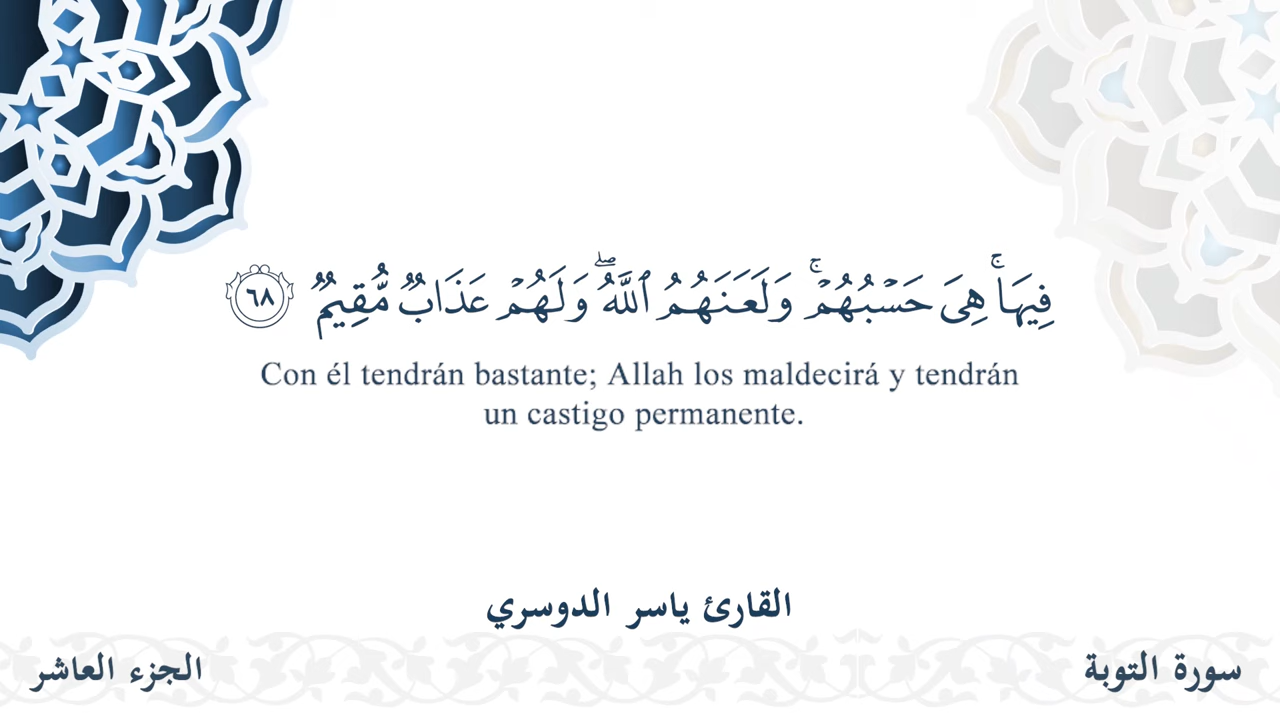 فِيهَاۚ هِىَ حَسْبُهُمْۚ وَلَعَنَهُمُ ٱللَّهُۖ وَلَهُمْ عَذَابٌ مُّقِيمٌ ٦٨
Con él tendrán bastante; Allah los maldecirá y tendrán
un castigo permanente.
القارئ ياسر الدوسري
سورة التوبة
الجزء العاشر